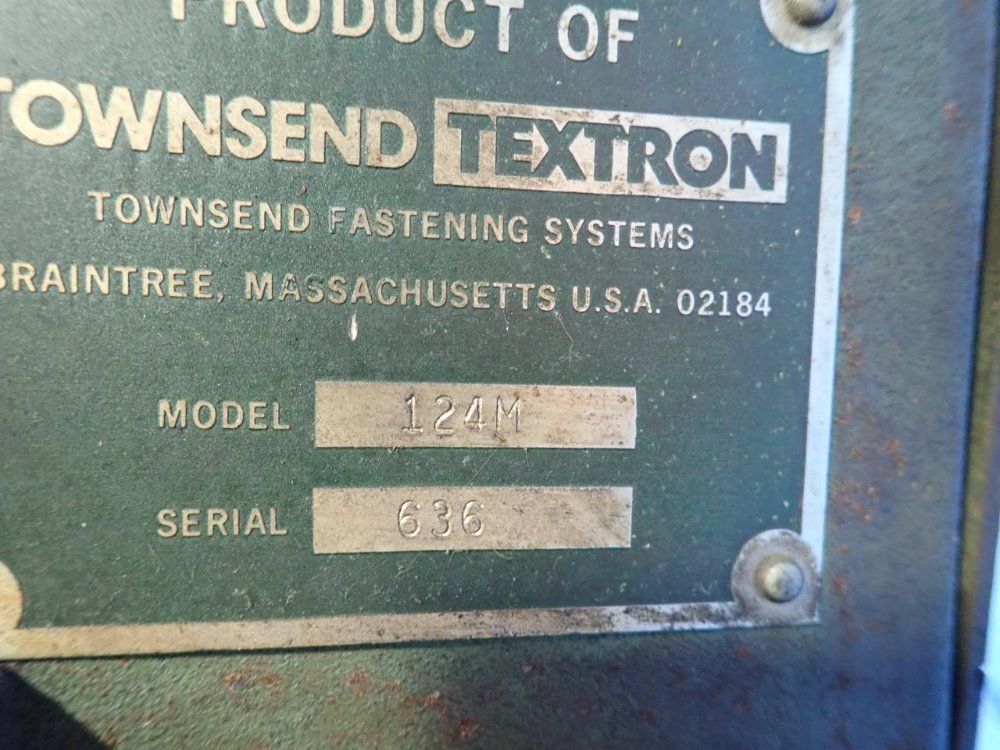 PRODUCT OF
TOWNSEND TEXTRON
TOWNSEND FASTENING SYSTEMS
BRAINTREE, MASSACHUSETTS U.S.A. 02184
MODEL 124M
SERIAL 636